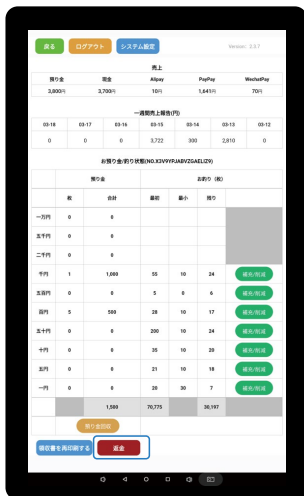 戻る ログアウト システム設定 Version: 2.3.7
売上
預り金 現金 Alipay PayPay WechatPay
3,800円 3,700円 10円 1,641円 70円
一週間売上報告(円)
03-18 03-17 03-16 03-15 03-14 03-13 03-12
0 0 0 3,722 300 2,810 0
お預り金/釣り状態(NO.X3V9YPJABVZGAELIZ9)
預り金 お釣り (枚)
枚 合計 最初 最小 残り
一万円 0 0
五千円 0 0
二千円 0 0
千円 1 1,000 55 10 24 補充/削減
五百円 0 0 5 0 6 補充/削減
百円 5 500 28 10 17 補充/削減
五十円 0 0 200 10 24 補充/削減
十円 0 0 35 10 20 補充/削減
五円 0 0 21 10 18 補充/削減
一円 0 0 20 30 7 補充/削減
1,500 70,775 30,197
預り金回収
領収書を再印刷する 返金